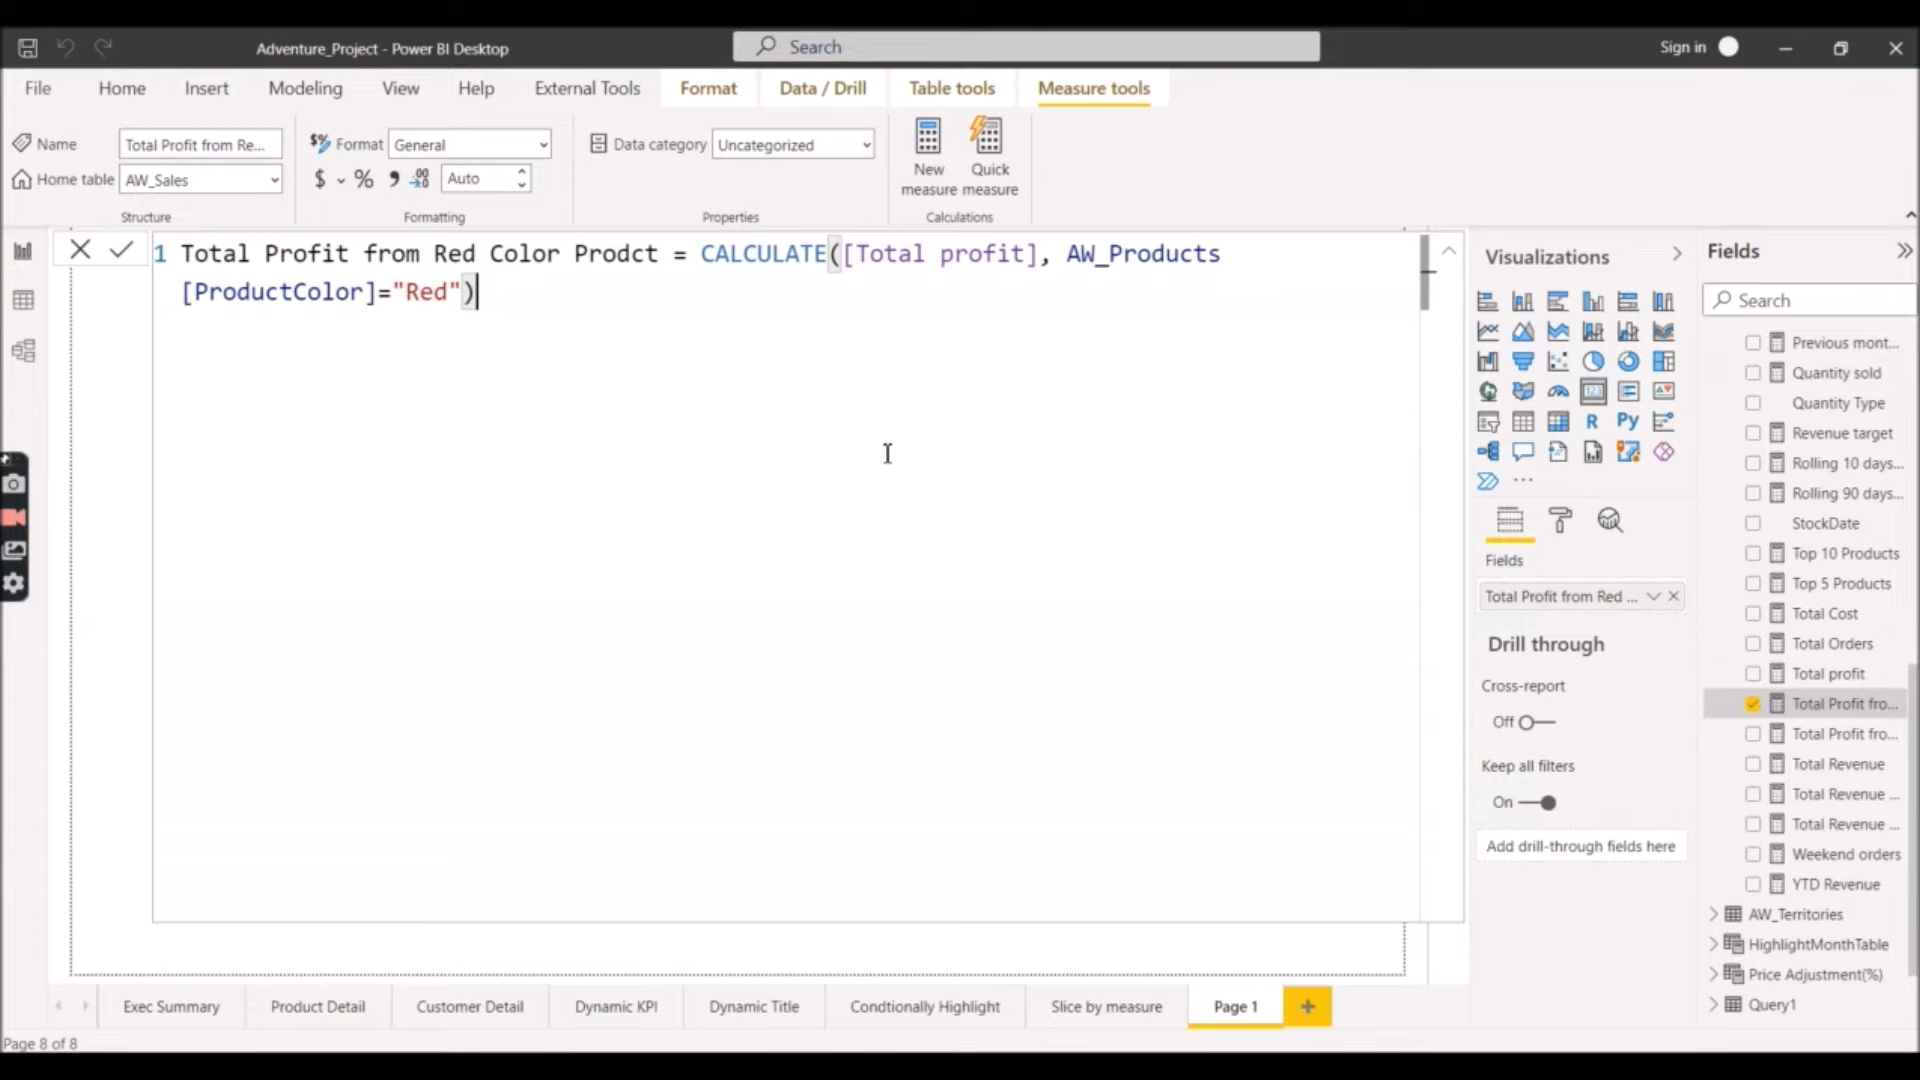 Adventure_Project - Power BI Desktop
Search
Sign in
File Home Insert Modeling View Help External Tools Format Data / Drill Table tools Measure tools
Name Total Profit from Re... Format General Data category Uncategorized New measure Quick measure
Home table AW_Sales $ % Auto
Structure Formatting Properties Calculations
1 Total Profit from Red Color Prodct = CALCULATE([Total profit], AW_Products
[ProductColor]="Red")
Visualizations
R Py
Fields
Total Profit from Red ...
Drill through
Cross-report
Off
Keep all filters
On
Add drill-through fields here
Fields
Search
Previous mont...
Quantity sold
Quantity Type
Revenue target
Rolling 10 days...
Rolling 90 days...
StockDate
Top 10 Products
Top 5 Products
Total Cost
Total Orders
Total profit
Total Profit fro...
Total Profit fro...
Total Revenue
Total Revenue ...
Total Revenue ...
Weekend orders
YTD Revenue
AW_Territories
HighlightMonthTable
Price Adjustment(%)
Query1
Exec Summary Product Detail Customer Detail Dynamic KPI Dynamic Title Condtionally Highlight Slice by measure Page 1 +
Page 8 of 8